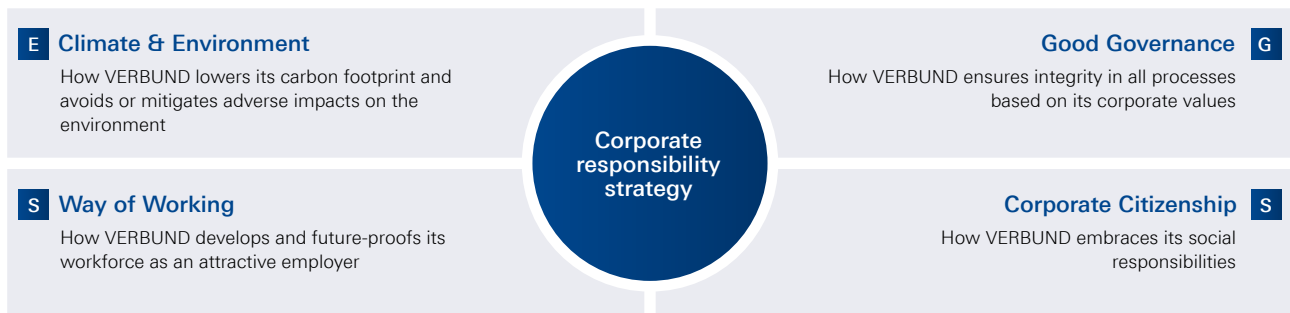 E Climate & Environment
How VERBUND lowers its carbon footprint and
avoids or mitigates adverse impacts on the
environment
Good Governance G
How VERBUND ensures integrity in all processes
based on its corporate values
Corporate
responsibility
strategy
S Way of Working
How VERBUND develops and future-proofs its
workforce as an attractive employer
Corporate Citizenship S
How VERBUND embraces its social
responsibilities